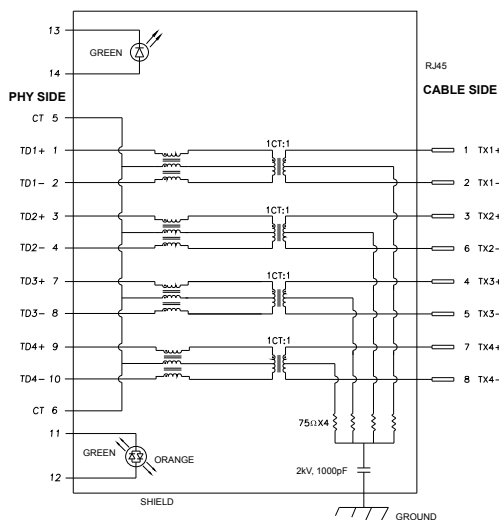 13
GREEN
14
RJ45
PHY SIDE
CABLE SIDE
CT 5
1CT:1
TD1+ 1
1 TX1+
TD1- 2
2 TX1-
1CT:1
TD2+ 3
3 TX2+
TD2- 4
6 TX2-
1CT:1
TD3+ 7
4 TX3+
TD3- 8
5 TX3-
1CT:1
TD4+ 9
7 TX4+
TD4- 10
8 TX4-
CT 6
75ΩX4
11
GREEN
ORANGE
12
2kV, 1000pF
SHIELD
GROUND